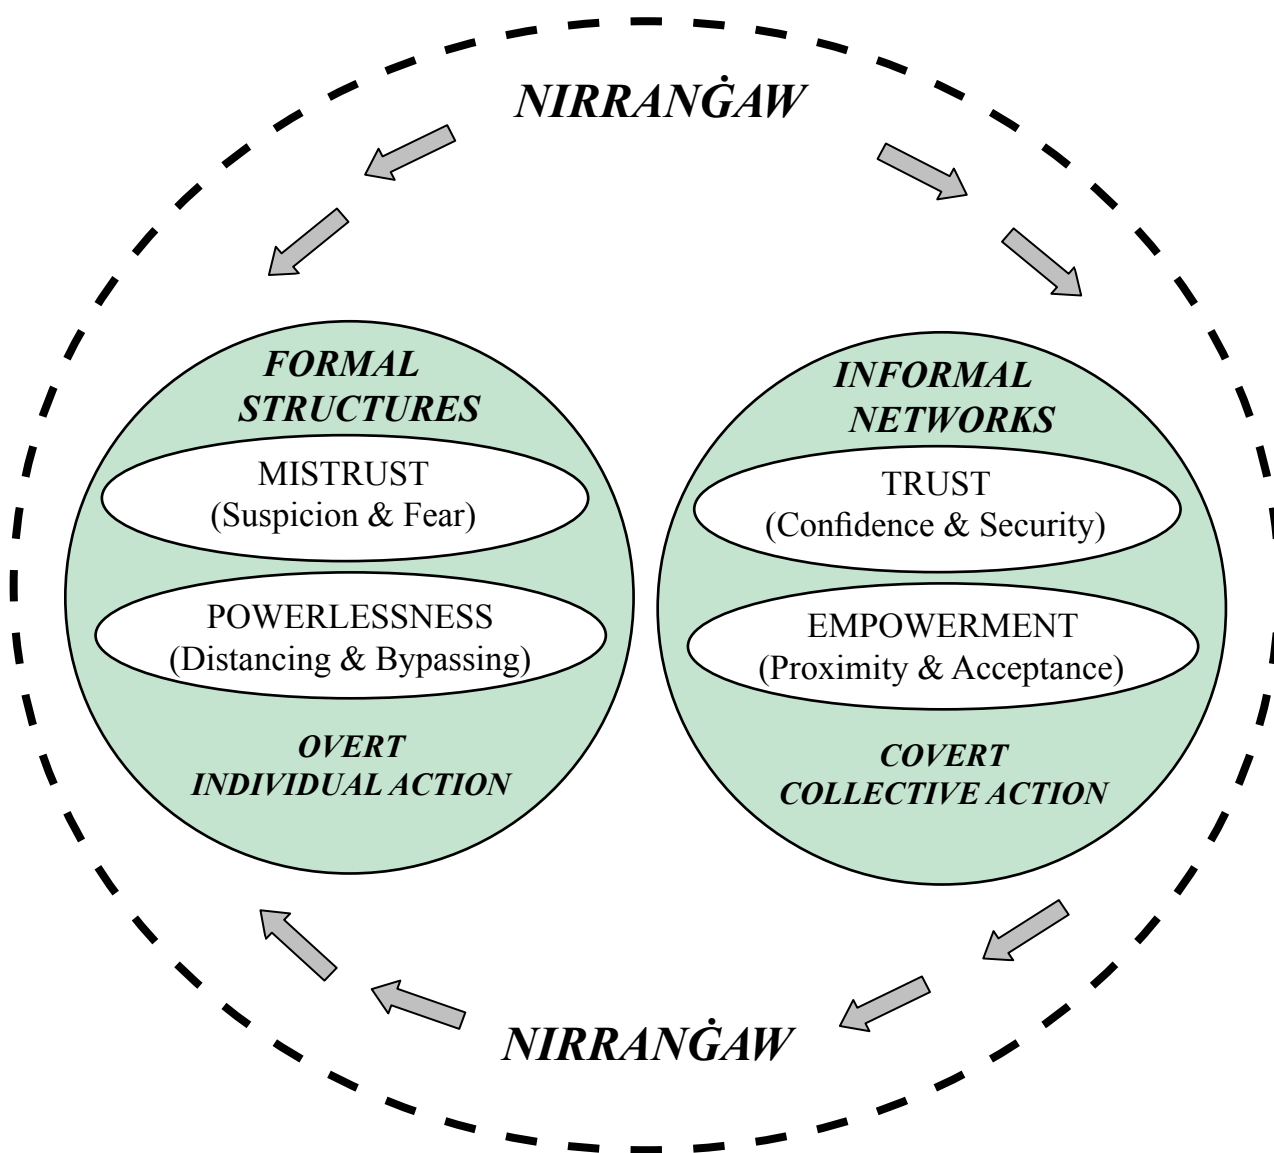 NIRRANĠAW
FORMAL
STRUCTURES
MISTRUST
(Suspicion & Fear)
POWERLESSNESS
(Distancing & Bypassing)
OVERT
INDIVIDUAL ACTION
INFORMAL
NETWORKS
TRUST
(Confidence & Security)
EMPOWERMENT
(Proximity & Acceptance)
COVERT
COLLECTIVE ACTION
NIRRANĠAW